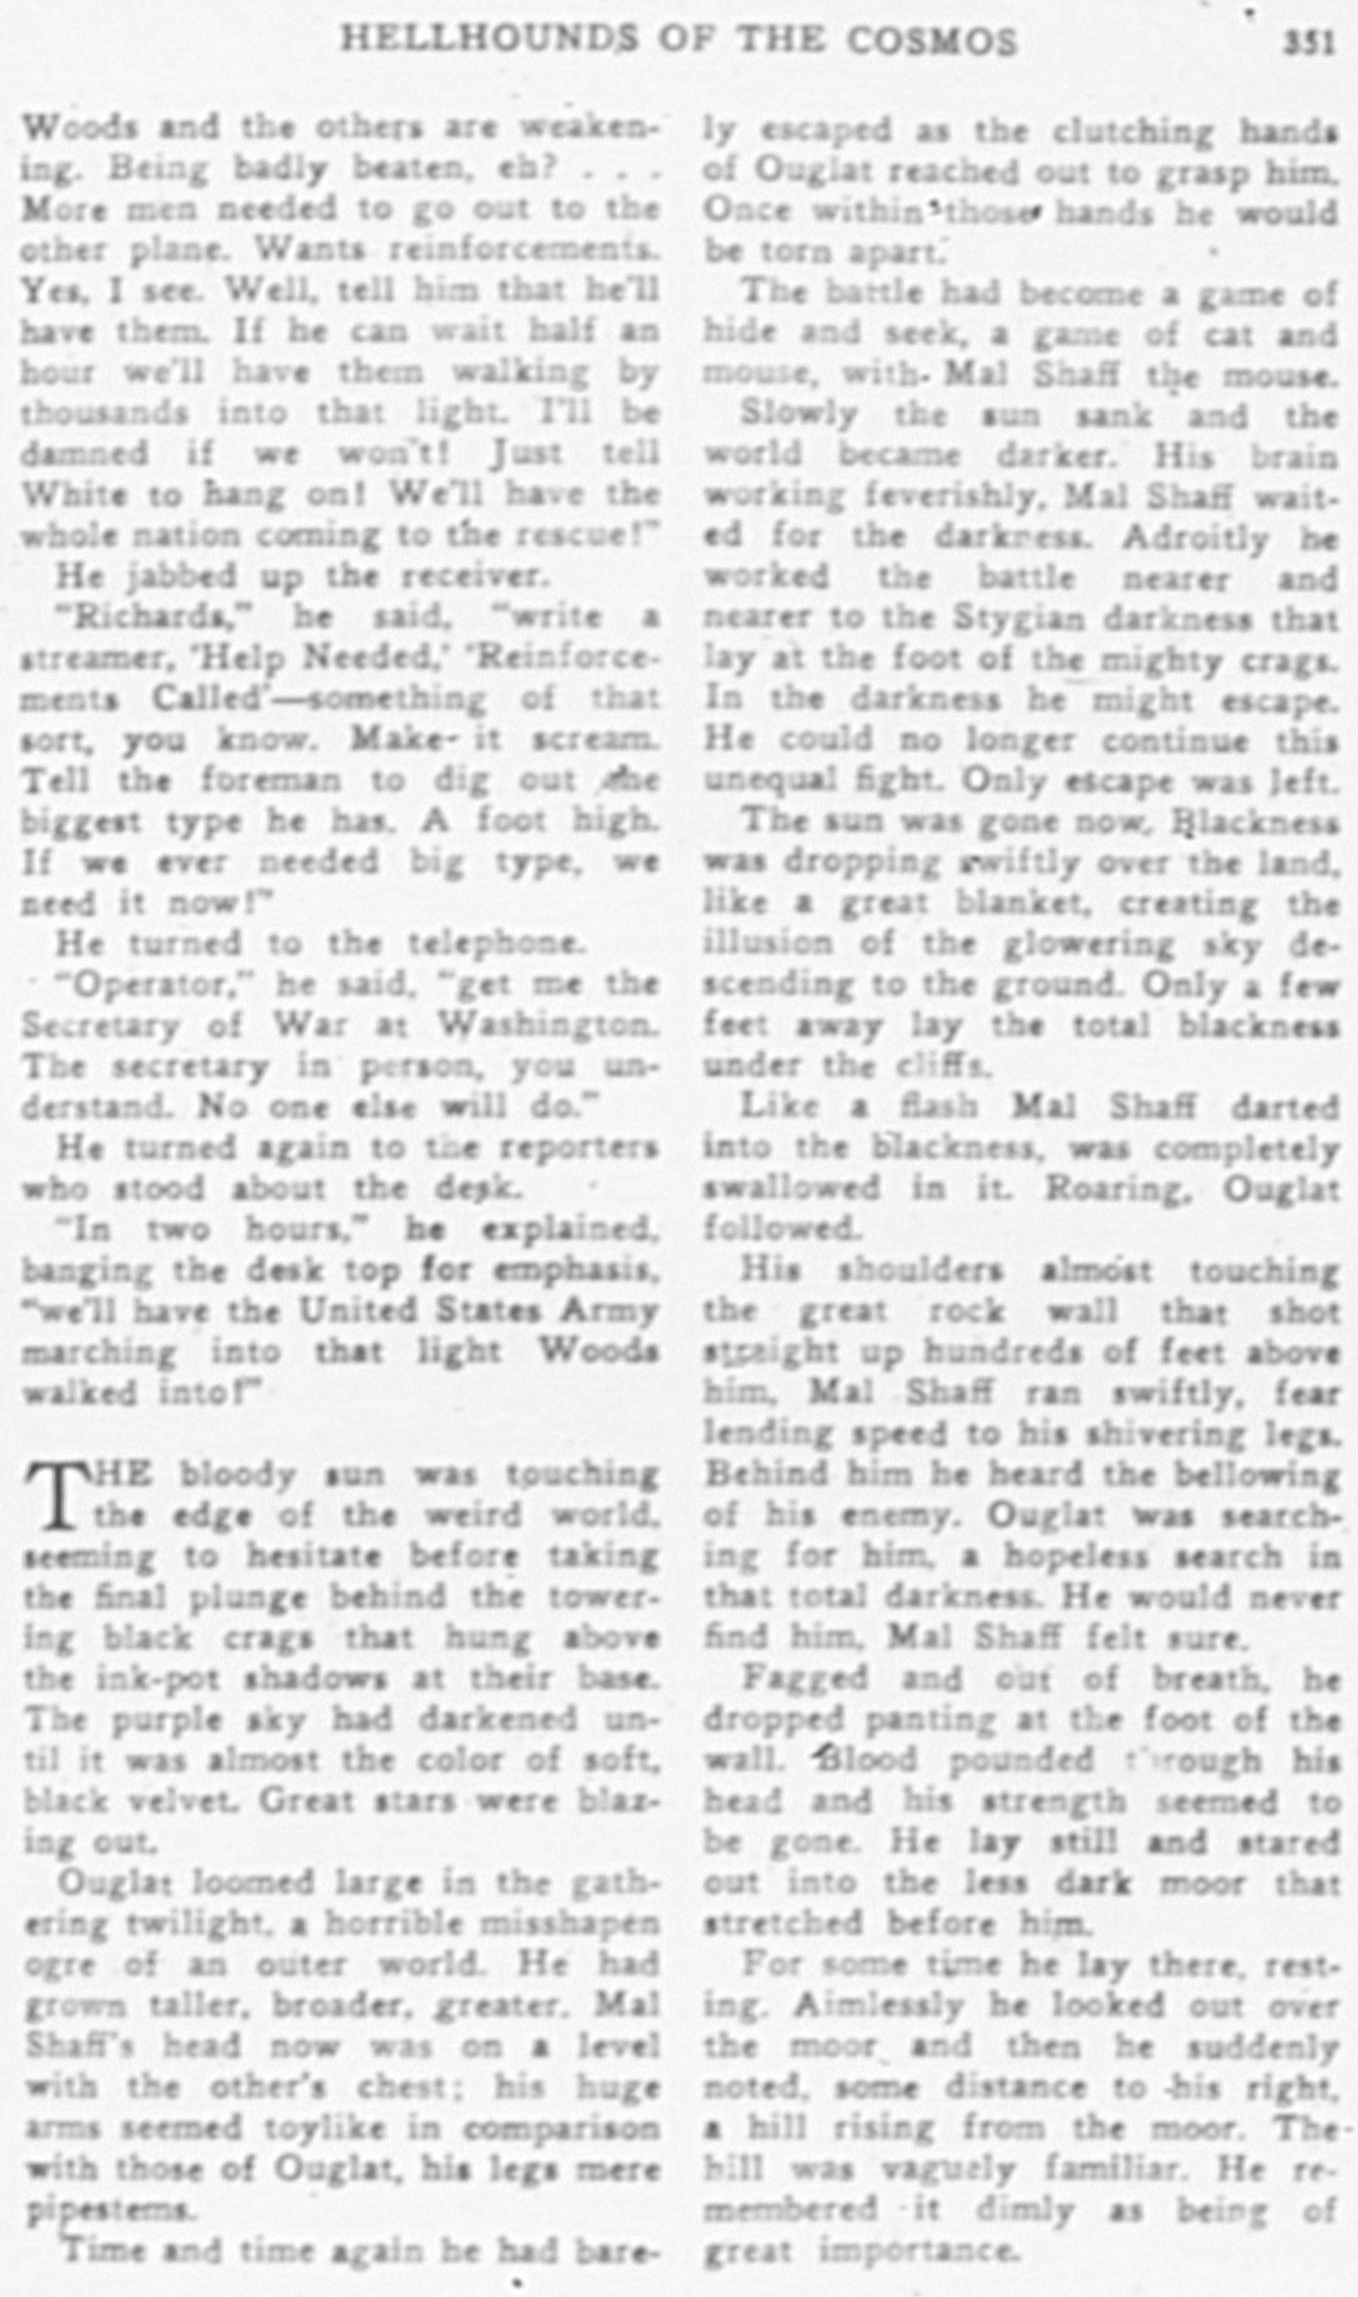 HELLHOUNDS OF THE COSMOS 351
Woods and the others are weaken-
ing. Being badly beaten, eh? . . .
More men needed to go out to the
other plane. Wants reinforcements.
Yes, I see. Well, tell him that he'll
have them. If he can wait half an
hour we'll have them walking by
thousands into that light. I'll be
damned if we won't! Just tell
White to hang on! We'll have the
whole nation coming to the rescue!"
He jabbed up the receiver.
"Richards," he said, "write a
streamer, 'Help Needed,' 'Reinforce-
ments Called'—something of that
sort, you know. Make it scream.
Tell the foreman to dig out the
biggest type he has. A foot high.
If we ever needed big type, we
need it now!"
He turned to the telephone.
"Operator," he said, "get me the
Secretary of War at Washington.
The secretary in person, you un-
derstand. No one else will do."
He turned again to the reporters
who stood about the desk.
"In two hours," he explained,
banging the desk top for emphasis,
"we'll have the United States Army
marching into that light Woods
walked into!"
THE bloody sun was touching
the edge of the weird world,
seeming to hesitate before taking
the final plunge behind the tower-
ing black crags that hung above
the ink-pot shadows at their base.
The purple sky had darkened un-
til it was almost the color of soft,
black velvet. Great stars were blaz-
ing out.
Ouglat loomed large in the gath-
ering twilight, a horrible misshapen
ogre of an outer world. He had
grown taller, broader, greater. Mal
Shaff's head now was on a level
with the other's chest; his huge
arms seemed toylike in comparison
with those of Ouglat, his legs mere
pipestems.
Time and time again he had bare-
ly escaped as the clutching hands
of Ouglat reached out to grasp him.
Once within those hands he would
be torn apart.
The battle had become a game of
hide and seek, a game of cat and
mouse, with Mal Shaff the mouse.
Slowly the sun sank and the
world became darker. His brain
working feverishly, Mal Shaff wait-
ed for the darkness. Adroitly he
worked the battle nearer and
nearer to the Stygian darkness that
lay at the foot of the mighty crags.
In the darkness he might escape.
He could no longer continue this
unequal fight. Only escape was left.
The sun was gone now. Blackness
was dropping swiftly over the land,
like a great blanket, creating the
illusion of the glowering sky de-
scending to the ground. Only a few
feet away lay the total blackness
under the cliffs.
Like a flash Mal Shaff darted
into the blackness, was completely
swallowed in it. Roaring, Ouglat
followed.
His shoulders almost touching
the great rock wall that shot
straight up hundreds of feet above
him, Mal Shaff ran swiftly, fear
lending speed to his shivering legs.
Behind him he heard the bellowing
of his enemy. Ouglat was search-
ing for him, a hopeless search in
that total darkness. He would never
find him, Mal Shaff felt sure.
Fagged and out of breath, he
dropped panting at the foot of the
wall. Blood pounded through his
head and his strength seemed to
be gone. He lay still and stared
out into the less dark moor that
stretched before him.
For some time he lay there, rest-
ing. Aimlessly he looked out over
the moor and then he suddenly
noted, some distance to his right,
a hill rising from the moor. The
hill was vaguely familiar. He re-
membered it dimly as being of
great importance.